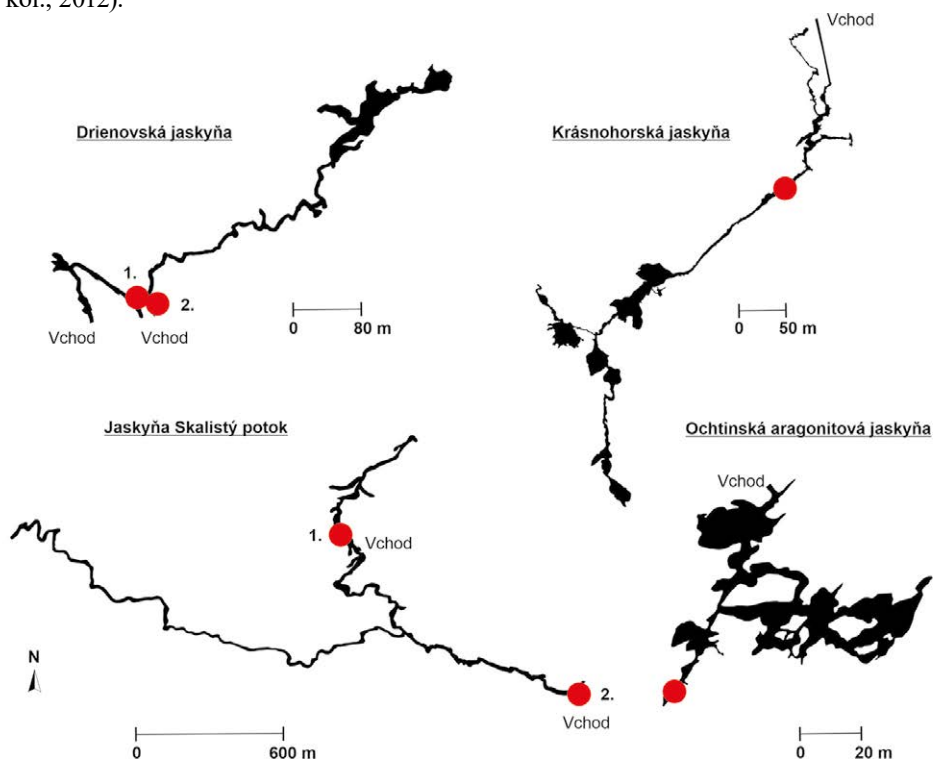 kol., 2012).
Vchod
Drienovská jaskyňa
Krásnohorská jaskyňa
1.
2.
Vchod
Vchod
0
80 m
0
50 m
Jaskyňa Skalistý potok
Ochtinská aragonitová jaskyňa
Vchod
1.
Vchod
N
2.
Vchod
0
600 m
0
20 m